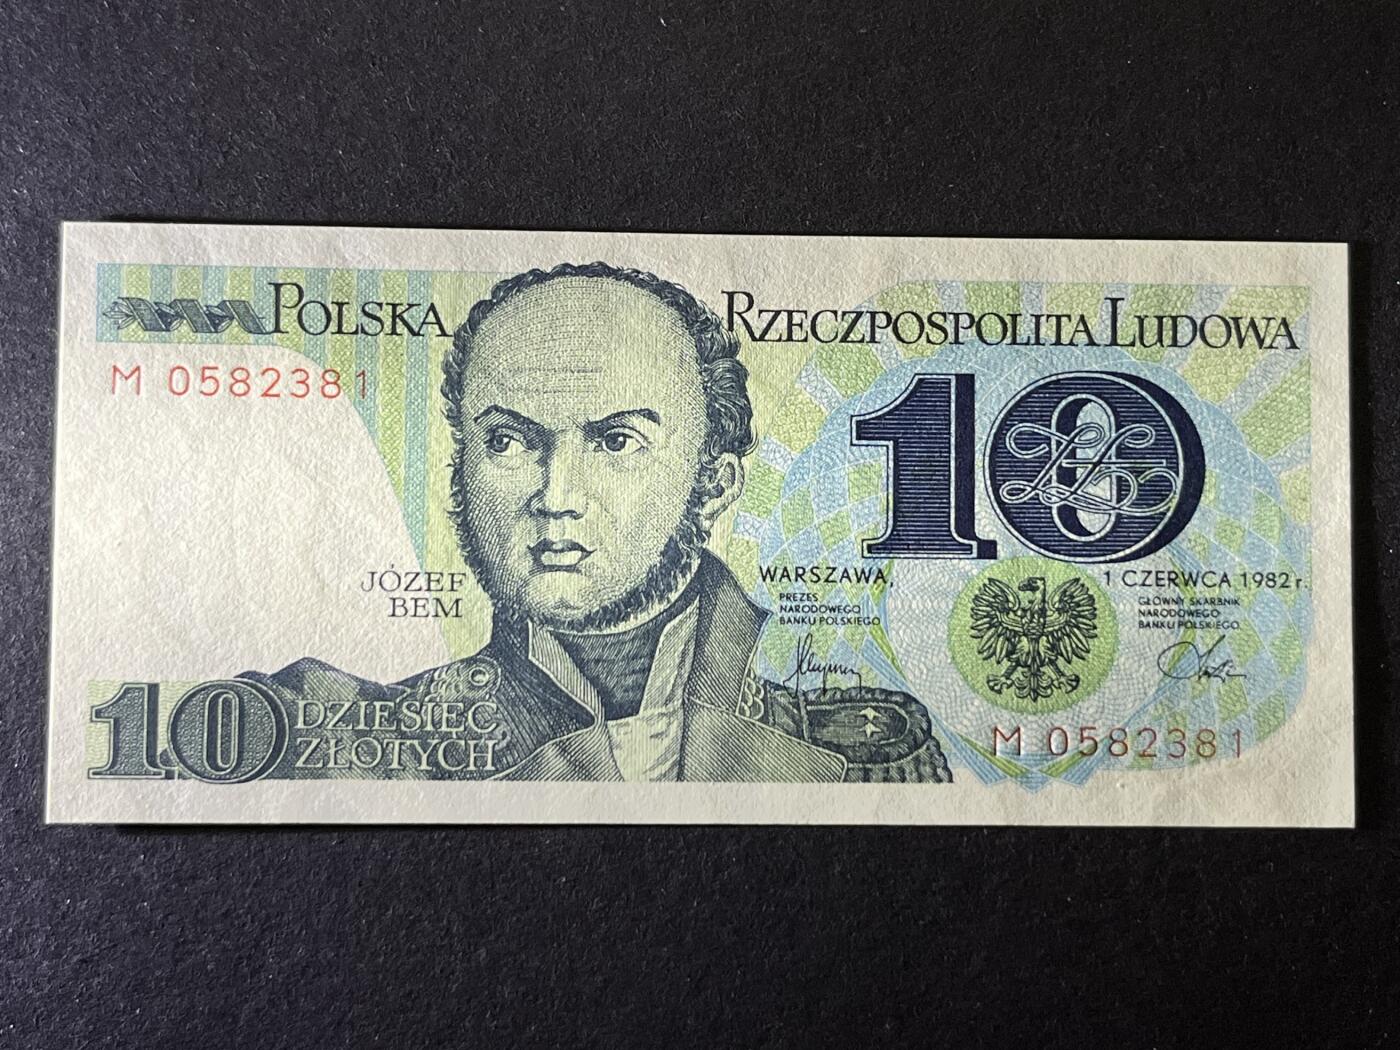 POLSKA RZECZPOSPOLITA LUDOWA
M 0582381
10
JÓZEF
BEM
WARSZAWA,
1 CZERWCA 1982 r.
PREZES
NARODOWEGO
BANKU POLSKIEGO
GŁÓWNY SKARBNIK
NARODOWEGO
BANKU POLSKIEGO
10 DZIESIĘĆ
ZŁOTYCH
M 0582381